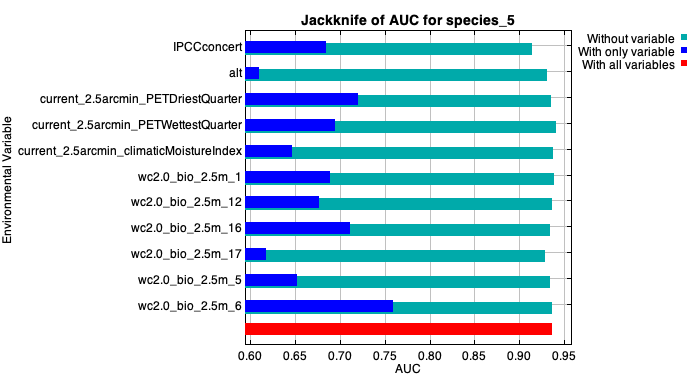 Jackknife of AUC for species_5
Without variable
With only variable
With all variables
Environmental Variable
IPCCconcert
alt
current_2.5arcmin_PETDriestQuarter
current_2.5arcmin_PETWettestQuarter
current_2.5arcmin_climaticMoistureIndex
wc2.0_bio_2.5m_1
wc2.0_bio_2.5m_12
wc2.0_bio_2.5m_16
wc2.0_bio_2.5m_17
wc2.0_bio_2.5m_5
wc2.0_bio_2.5m_6
0.60 0.65 0.70 0.75 0.80 0.85 0.90 0.95
AUC